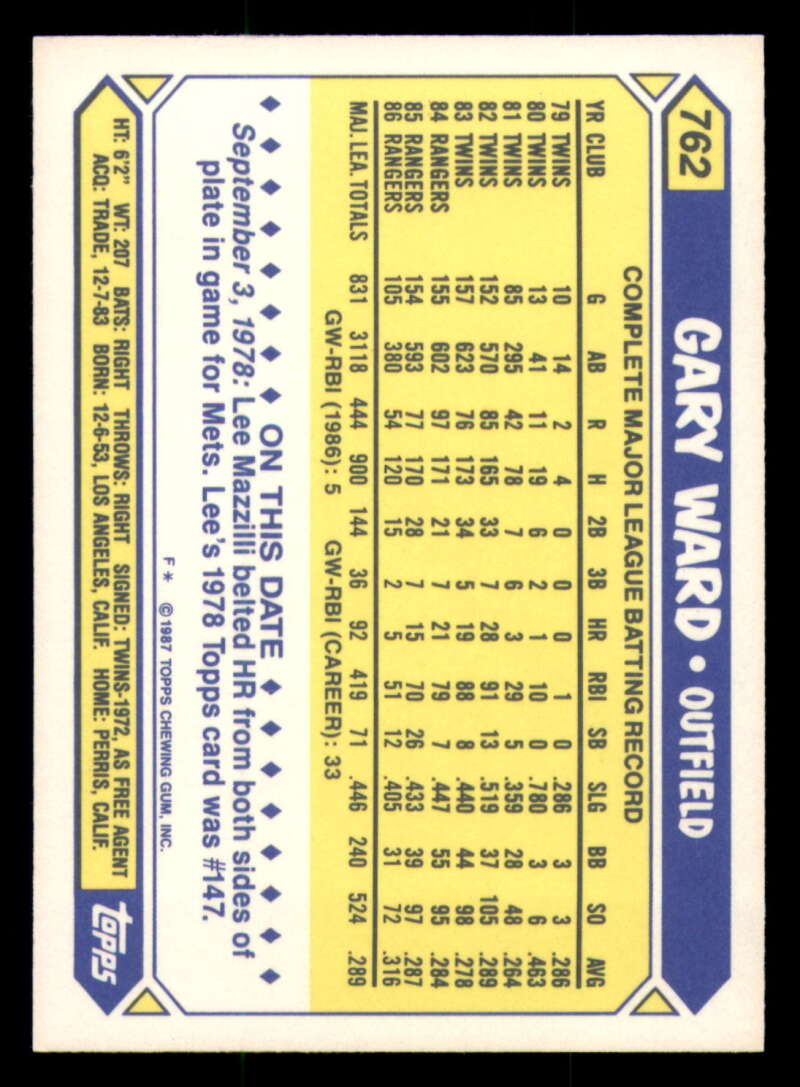 762 GARY WARD • OUTFIELD
COMPLETE MAJOR LEAGUE BATTING RECORD
YR CLUB G AB R H 2B 3B HR RBI SB SLG BB SO AVG
79 TWINS 10 14 2 4 0 0 0 1 0 .286 3 3 .286
80 TWINS 13 41 11 19 6 2 1 10 0 .780 3 6 .463
81 TWINS 85 295 42 78 7 6 3 29 5 .359 28 48 .264
82 TWINS 152 570 85 165 33 7 28 91 13 .519 37 105 .289
83 TWINS 157 623 76 173 34 5 19 88 8 .440 44 98 .278
84 RANGERS 155 602 97 171 21 7 21 79 7 .447 55 95 .284
85 RANGERS 154 593 77 170 28 7 15 70 26 .433 39 97 .287
86 RANGERS 105 380 54 120 15 2 5 51 12 .405 31 72 .316
MAJ. LEA. TOTALS 831 3118 444 900 144 36 92 419 71 .446 240 524 .289
GW-RBI (1986): 5 GW-RBI (CAREER): 33
ON THIS DATE
September 3, 1978: Lee Mazzilli belted HR from both sides of
plate in game for Mets. Lee's 1978 Topps card was #147.
F* ©1987 TOPPS CHEWING GUM, INC.
HT: 6'2" WT: 207 BATS: RIGHT THROWS: RIGHT SIGNED: TWINS-1972, AS FREE AGENT
ACQ: TRADE, 12-7-83 BORN: 12-6-53, LOS ANGELES, CALIF. HOME: PERRIS, CALIF.
topps